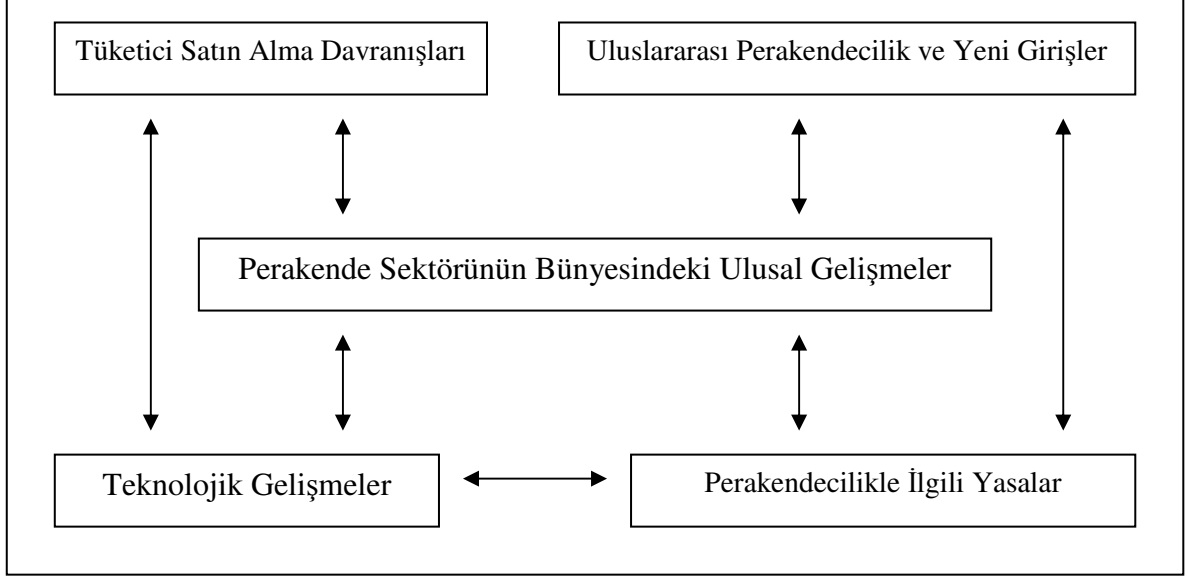 Tüketici Satın Alma Davranışları
Uluslararası Perakendecilik ve Yeni Girişler
Perakende Sektörünün Bünyesindeki Ulusal Gelişmeler
Teknolojik Gelişmeler
Perakendecilikle İlgili Yasalar